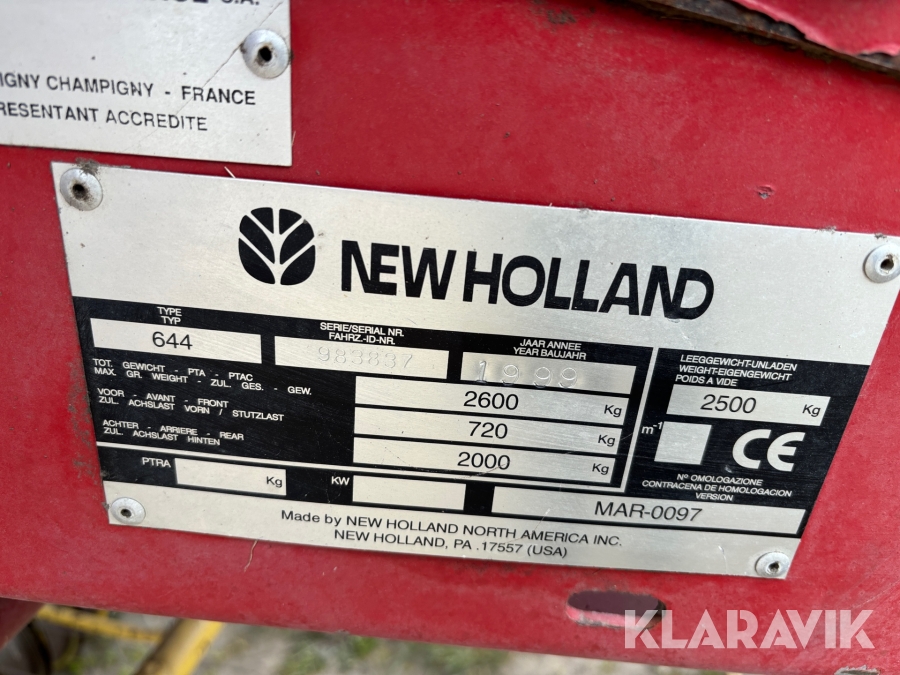 S.A.
IGNY CHAMPIGNY - FRANCE
RESENTANT ACCREDITE
NEW HOLLAND
TYPE
TYP
644
SERIE/SERIAL NR.
FAHRZ.-ID-NR.
983837
JAAR ANNEE
YEAR BAUJAHR
1999
LEEGGEWICHT-UNLADEN
WEIGHT-EIGENGEWICHT
POIDS A VIDE
2500 Kg
TOT. GEWICHT - PTA - PTAC
MAX. GR. WEIGHT - ZUL. GES. - GEW.
2600 Kg
VOOR - AVANT - FRONT
ZUL. ACHSLAST VORN / STUTZLAST
720 Kg
ACHTER - ARRIERE - REAR
ZUL. ACHSLAST HINTEN
2000 Kg
m-1
CE
PTRA Kg
KW
Nº OMOLOGAZIONE
CONTRACENA DE HOMOLOGACION
VERSION
MAR-0097
Made by NEW HOLLAND NORTH AMERICA INC.
NEW HOLLAND, PA .17557 (USA)
KLARAVIK